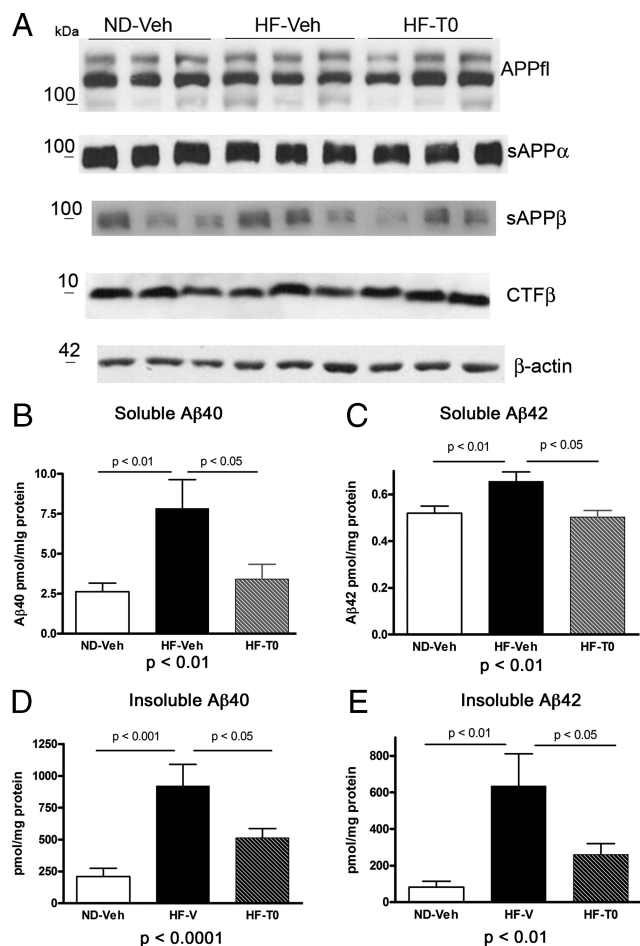 A
kDa
ND-Veh HF-Veh HF-T0
100
APPfl
100
sAPPα
100
sAPPβ
10
CTFβ
42
β-actin
B
Soluble Aβ40
p < 0.01 p < 0.05
Aβ40 pmol/mlg protein
10.0
7.5
5.0
2.5
0.0
ND-Veh HF-Veh HF-T0
p < 0.01
C
Soluble Aβ42
p < 0.01 p < 0.05
Aβ42 pmol/mg protein
0.6
0.4
0.2
0.0
ND-Veh HF-Veh HF-T0
p < 0.01
D
Insoluble Aβ40
p < 0.001 p < 0.05
pmol/mg protein
1250
1000
750
500
250
0
ND-Veh HF-V HF-T0
p < 0.0001
E
Insoluble Aβ42
p < 0.01 p < 0.05
pmol/mg protein
800
600
400
200
0
ND-Veh HF-V HF-T0
p < 0.01